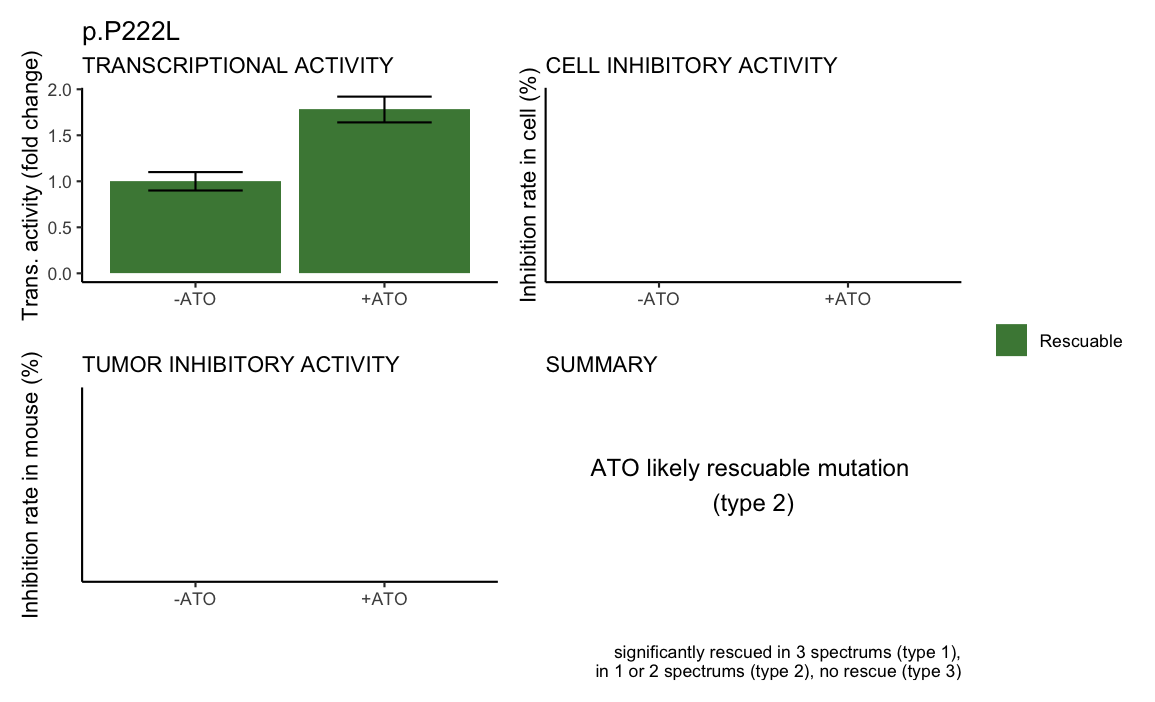 p.P222L
TRANSCRIPTIONAL ACTIVITY
Trans. activity (fold change)
2.0
1.5
1.0
0.5
0.0
-ATO
+ATO
CELL INHIBITORY ACTIVITY
Inhibition rate in cell (%)
-ATO
+ATO
Rescuable
TUMOR INHIBITORY ACTIVITY
Inhibition rate in mouse (%)
-ATO
+ATO
SUMMARY
ATO likely rescuable mutation
(type 2)
significantly rescued in 3 spectrums (type 1),
in 1 or 2 spectrums (type 2), no rescue (type 3)